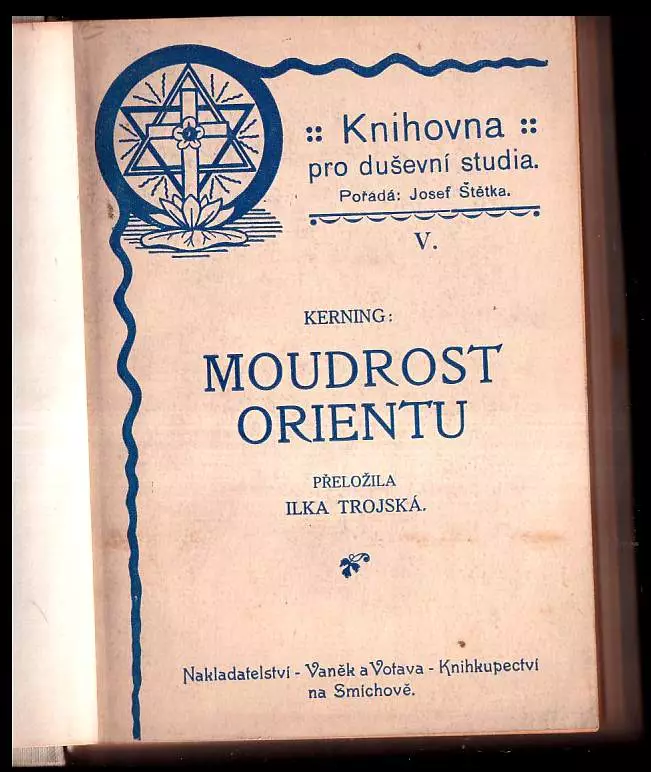 :: Knihovna ::
pro duševní studia.
Pořádá: Josef Štětka.
V.
KERNING:
MOUDROST
ORIENTU
PŘELOŽILA
ILKA TROJSKÁ.
Nakladatelství - Vaněk a Votava - Knihkupectví
na Smíchově.